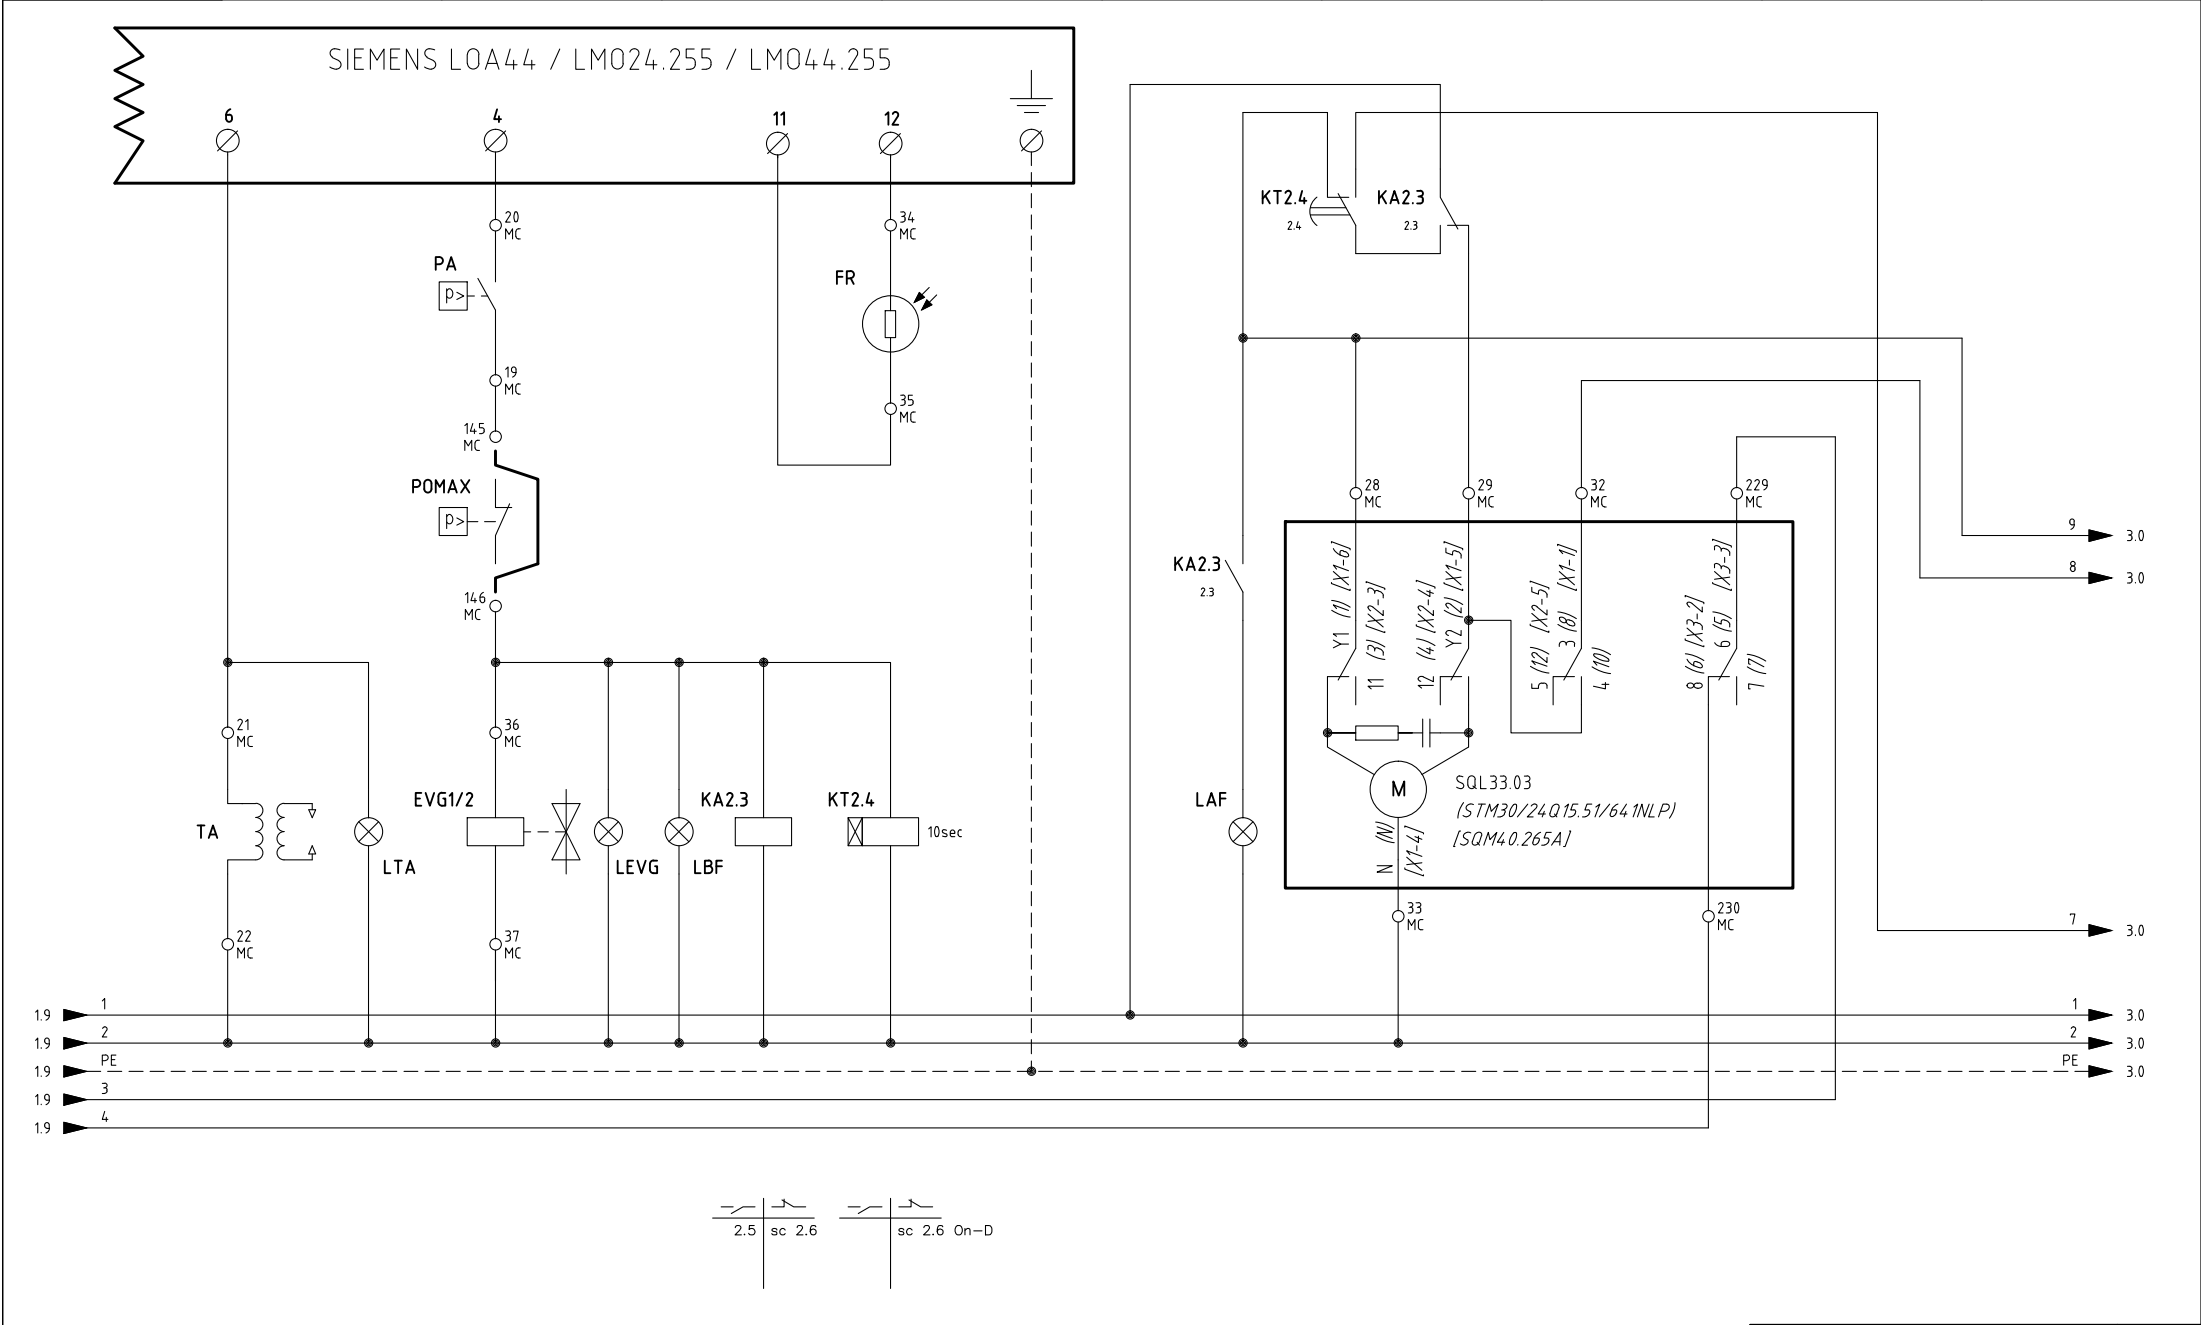 SIEMENS LOA44 / LMO24.255 / LMO44.255
6
4
11
12
20
MC
34
MC
PA
p>
FR
19
MC
35
MC
145
MC
POMAX
p>
146
MC
21
MC
36
MC
TA
LTA
EVG1/2
LEVG
LBF
KA2.3
KT2.4
10sec
22
MC
37
MC
KT2.4
2.4
KA2.3
2.3
28
MC
29
MC
32
MC
229
MC
KA2.3
2.3
Y1 (1) [X1-6]
11 (3) [X2-3]
12 (4) [X2-4]
Y2 (2) [X1-5]
5 (12) [X2-5]
3 (8) [X1-1]
4 (10)
8 (6) [X3-2]
6 (5) [X3-3]
7 (7)
LAF
M
SQL33.03
(STM30/24Q15.51/641NLP)
[SQM40.265A]
N (N)
[X1-4]
33
MC
230
MC
9 3.0
8 3.0
7 3.0
1.9 1 1 3.0
1.9 2 2 3.0
1.9 PE PE 3.0
1.9 3
1.9 4
2.5 sc 2.6
sc 2.6 On-D